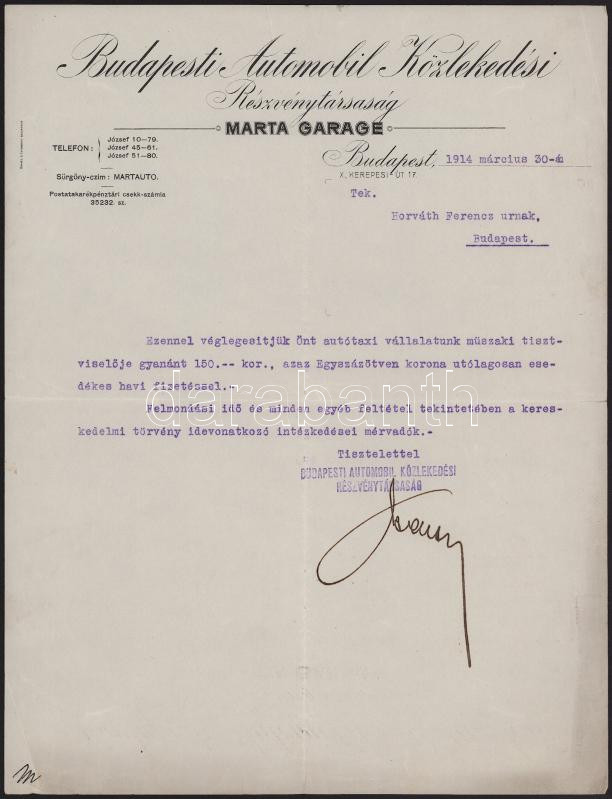 Budapesti Automobil Közlekedési
Részvénytársaság
MARTA GARAGE
TELEFON:
József 10-79.
József 45-61.
József 51-80.
Sürgöny-czim: MARTAUTO.
Postatakarékpénztári csekk-számla
35232. sz.
Budapest, 1914 március 30-án
X. KEREPESI-ÚT 17.
Tek.
Horváth Ferencz urnak,
Budapest.
Ezennel véglegesitjük Önt autótaxi vállalatunk müszaki tiszt-
viselője gyanánt 150.-- kor., azaz Egyszázötven korona utólagosan ese-
dékes havi fizetéssel.-
Felmondási idő és minden egyéb feltétel tekintetében a keres-
kedelmi törvény idevonatkozó intézkedései mérvadók.-
darabanth
Tisztelettel
BUDAPESTI AUTOMOBIL KÖZLEKEDÉSI
RÉSZVÉNYTÁRSASÁG